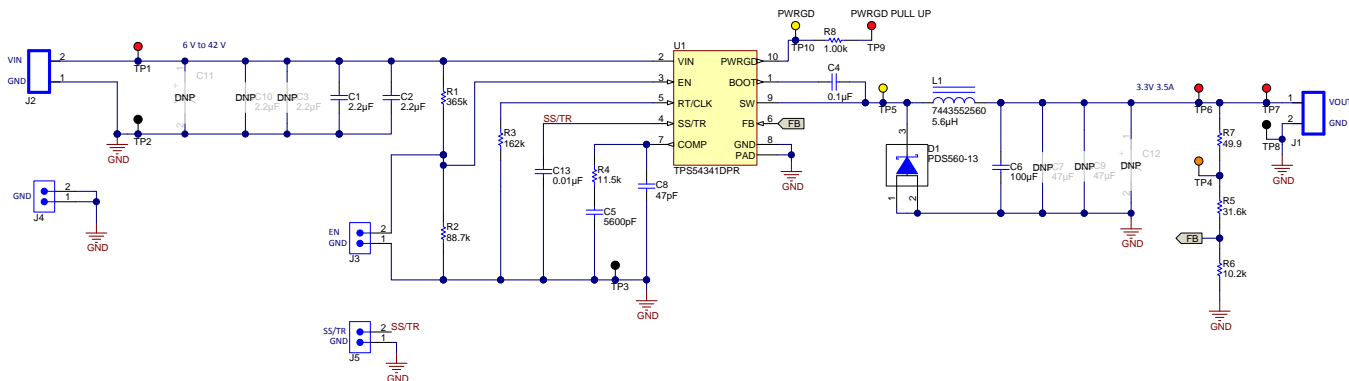 PWRGD
PWRGD PULL UP
TP10
R8
1.00k
TP9
VIN
GND
2
1
J2
TP1
6 V to 42 V
TP2
GND
1
+
DNP
2
C11
DNP
C10
2.2µF
DNP
C3
2.2µF
C1
2.2µF
C2
2.2µF
R1
365k
U1
2
VIN
3
EN
5
RT/CLK
4
SS/TR
7
COMP
PWRGD
10
BOOT
1
SW
9
FB
6
GND
8
PAD
TPS54341DPR
FB
GND
C4
0.1µF
TP5
L1
7443552560
5.6µH
3
D1
PDS560-13
1
2
C6
100µF
DNP
C7
47µF
DNP
C9
47µF
1
+
DNP
2
C12
GND
3.3V 3.5A
TP6
TP7
TP8
1
2
VOUT
GND
J1
GND
R7
49.9
TP4
R5
31.6k
FB
R6
10.2k
GND
R3
162k
SS/TR
C13
0.01µF
R4
11.5k
C5
5600pF
C8
47pF
TP3
GND
R2
88.7k
EN
GND
2
1
J3
GND
2
1
J4
GND
SS/TR
GND
2
1
SS/TR
J5
GND